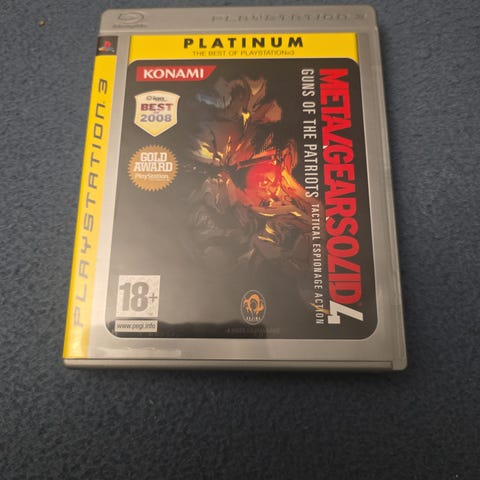 PLAYSTATION 3
PLATINUM
THE BEST OF PLAYSTATION®3
PLAYSTATION 3
KONAMI
BEST
2008
GOLD
AWARD
PlayStation
METAL GEAR SOLID 4
GUNS OF THE PATRIOTS
TACTICAL ESPIONAGE ACTION
18+
www.pegi.info